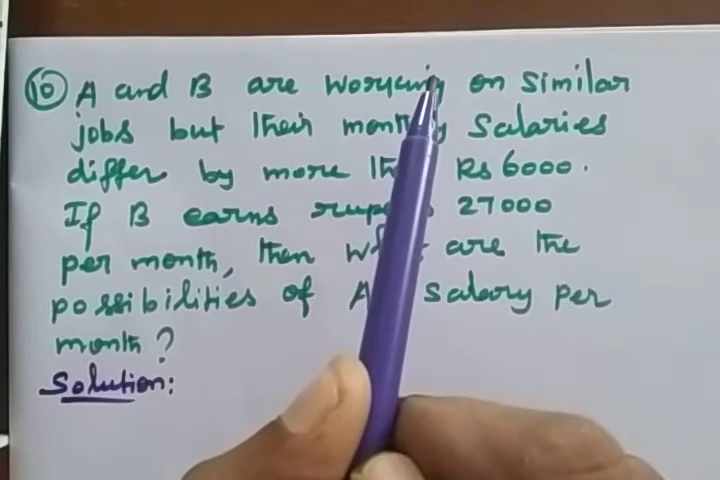 ⑩ A and B are working on similar
jobs but their monthly Salaries
differ by more Rs 6000.
If B earns 27000
per month, then are the
possibilities of salary per
month?
Solution: